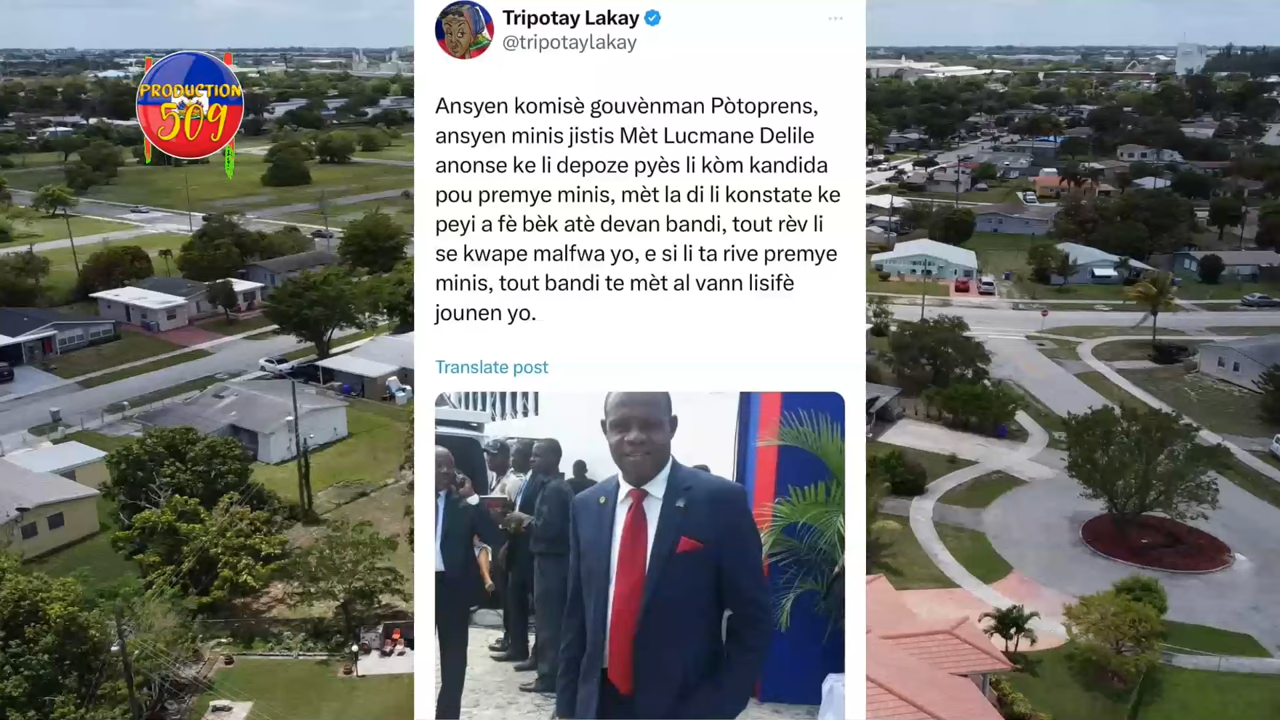 PRODUCTION
509
Tripotay Lakay
@tripotaylakay
Ansyen komisè gouvènman Pòtoprens,
ansyen minis jistis Mèt Lucmane Delile
anonse ke li depoze pyès li kòm kandida
pou premye minis, mèt la di li konstate ke
peyi a fè bèk atè devan bandi, tout rèv li
se kwape malfwa yo, e si li ta rive premye
minis, tout bandi te mèt al vann lisifè
jounen yo.
Translate post